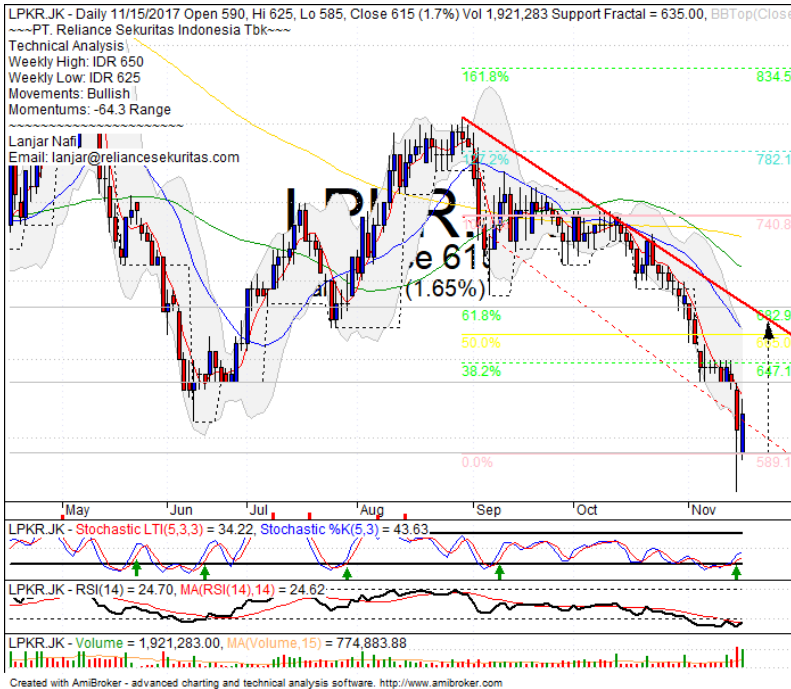 LPKR.JK - Daily 11/15/2017 Open 590, Hi 625, Lo 585, Close 615 (1.7%) Vol 1,921,283 Support Fractal = 635.00, BBTop(Close
~~~PT. Reliance Sekuritas Indonesia Tbk~~~
Technical Analysis
Weekly High: IDR 650
Weekly Low: IDR 625
Movements: Bullish
Momentums: -64.3 Range
Lanjar Nafi
Email: lanjar@reliancesekuritas.com
161.8% 834.5
127.2% 782.1
740.8
(1.65%)
61.8% 682.9
50.0% 665.0
38.2% 647.1
0.0% 589.1
May Jun Jul Aug Sep Oct Nov
LPKR.JK - Stochastic LTI(5,3,3) = 34.22, Stochastic %K(5,3) = 43.63
LPKR.JK - RSI(14) = 24.70, MA(RSI(14),14) = 24.62
LPKR.JK - Volume = 1,921,283.00, MA(Volume,15) = 774,883.88
Created with AmiBroker - advanced charting and technical analysis software. http://www.amibroker.com